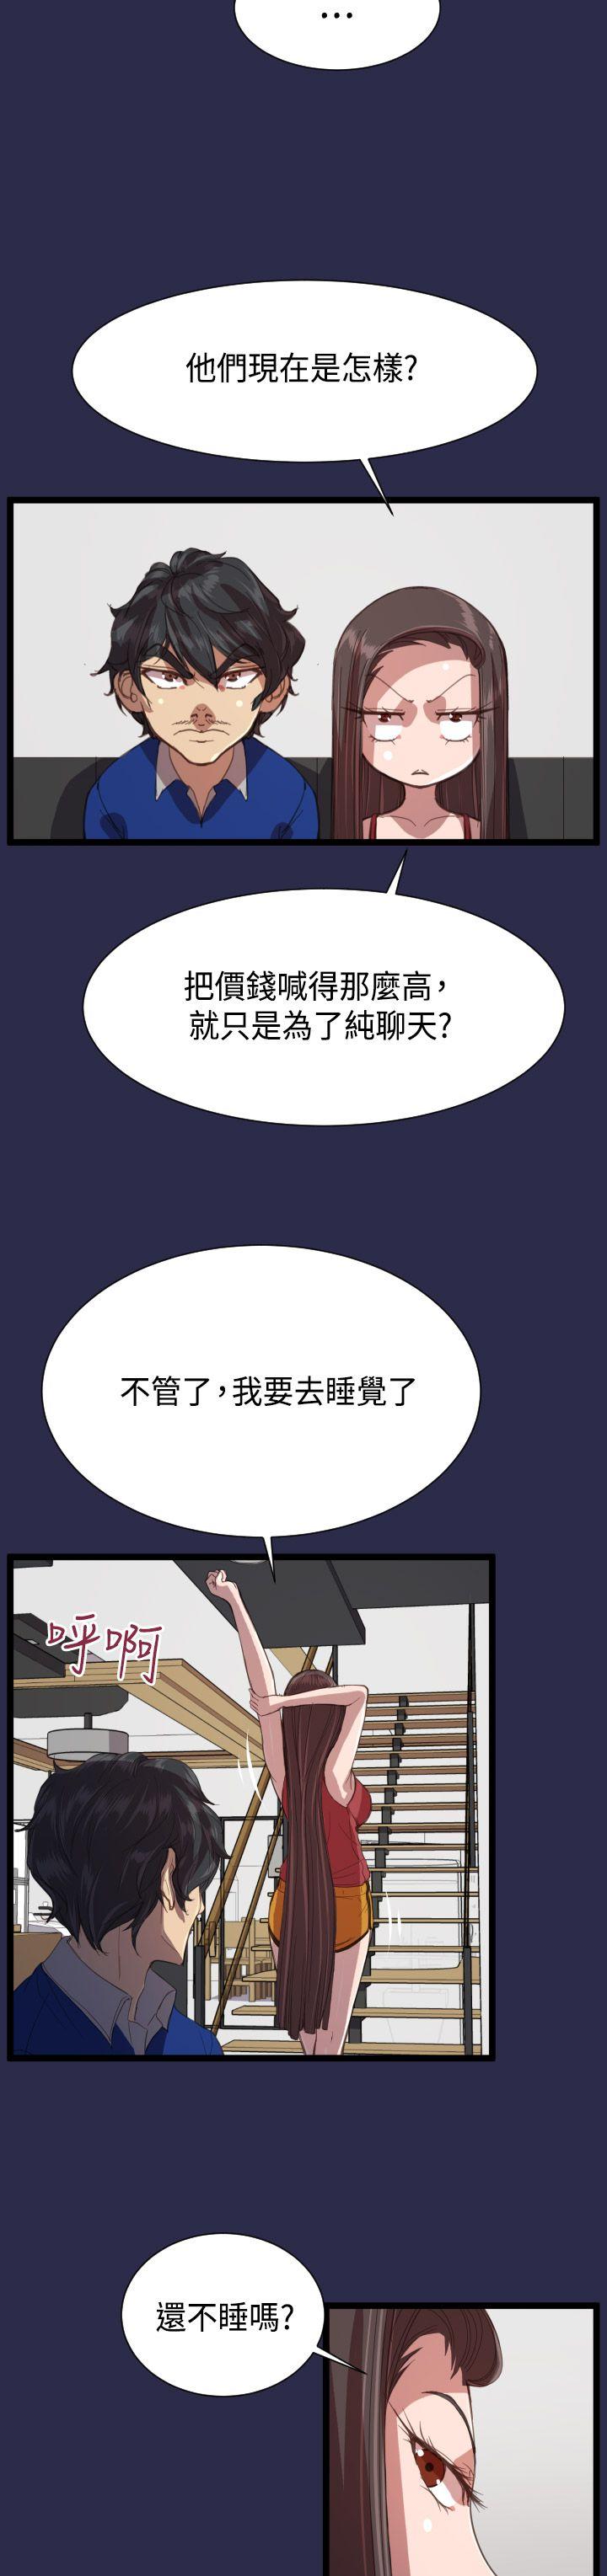 ...
他們現在是怎樣?
把價錢喊得那麼高,
就只是為了純聊天?
不管了,我要去睡覺了
呼啊
還不睡嗎?